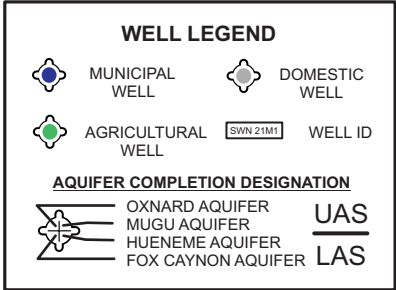 WELL LEGEND
MUNICIPAL WELL
DOMESTIC WELL
AGRICULTURAL WELL
SWN 21M1
WELL ID
AQUIFER COMPLETION DESIGNATION
OXNARD AQUIFER
MUGU AQUIFER
HUENEME AQUIFER
FOX CAYNON AQUIFER
UAS
LAS